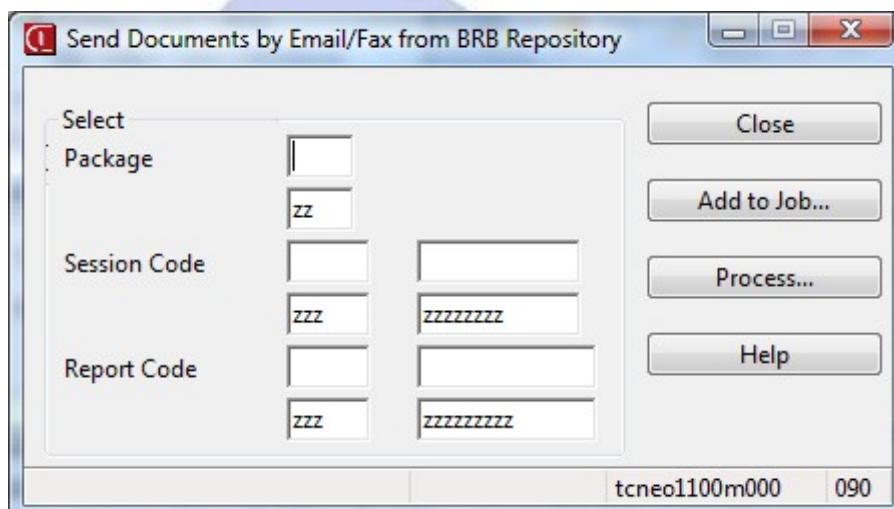 Send Documents by Email/Fax from BRB Repository
Select
Package
zz
Session Code
zzz zzzzzzzz
Report Code
zzz zzzzzzzzz
Close
Add to Job...
Process...
Help
tcneo1100m000 090